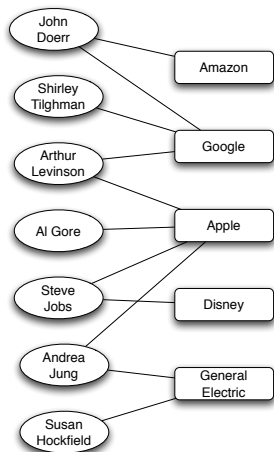 John
Doerr
Amazon
Shirley
Tilghman
Google
Arthur
Levinson
Al Gore
Apple
Steve
Jobs
Disney
Andrea
Jung
General
Electric
Susan
Hockfield